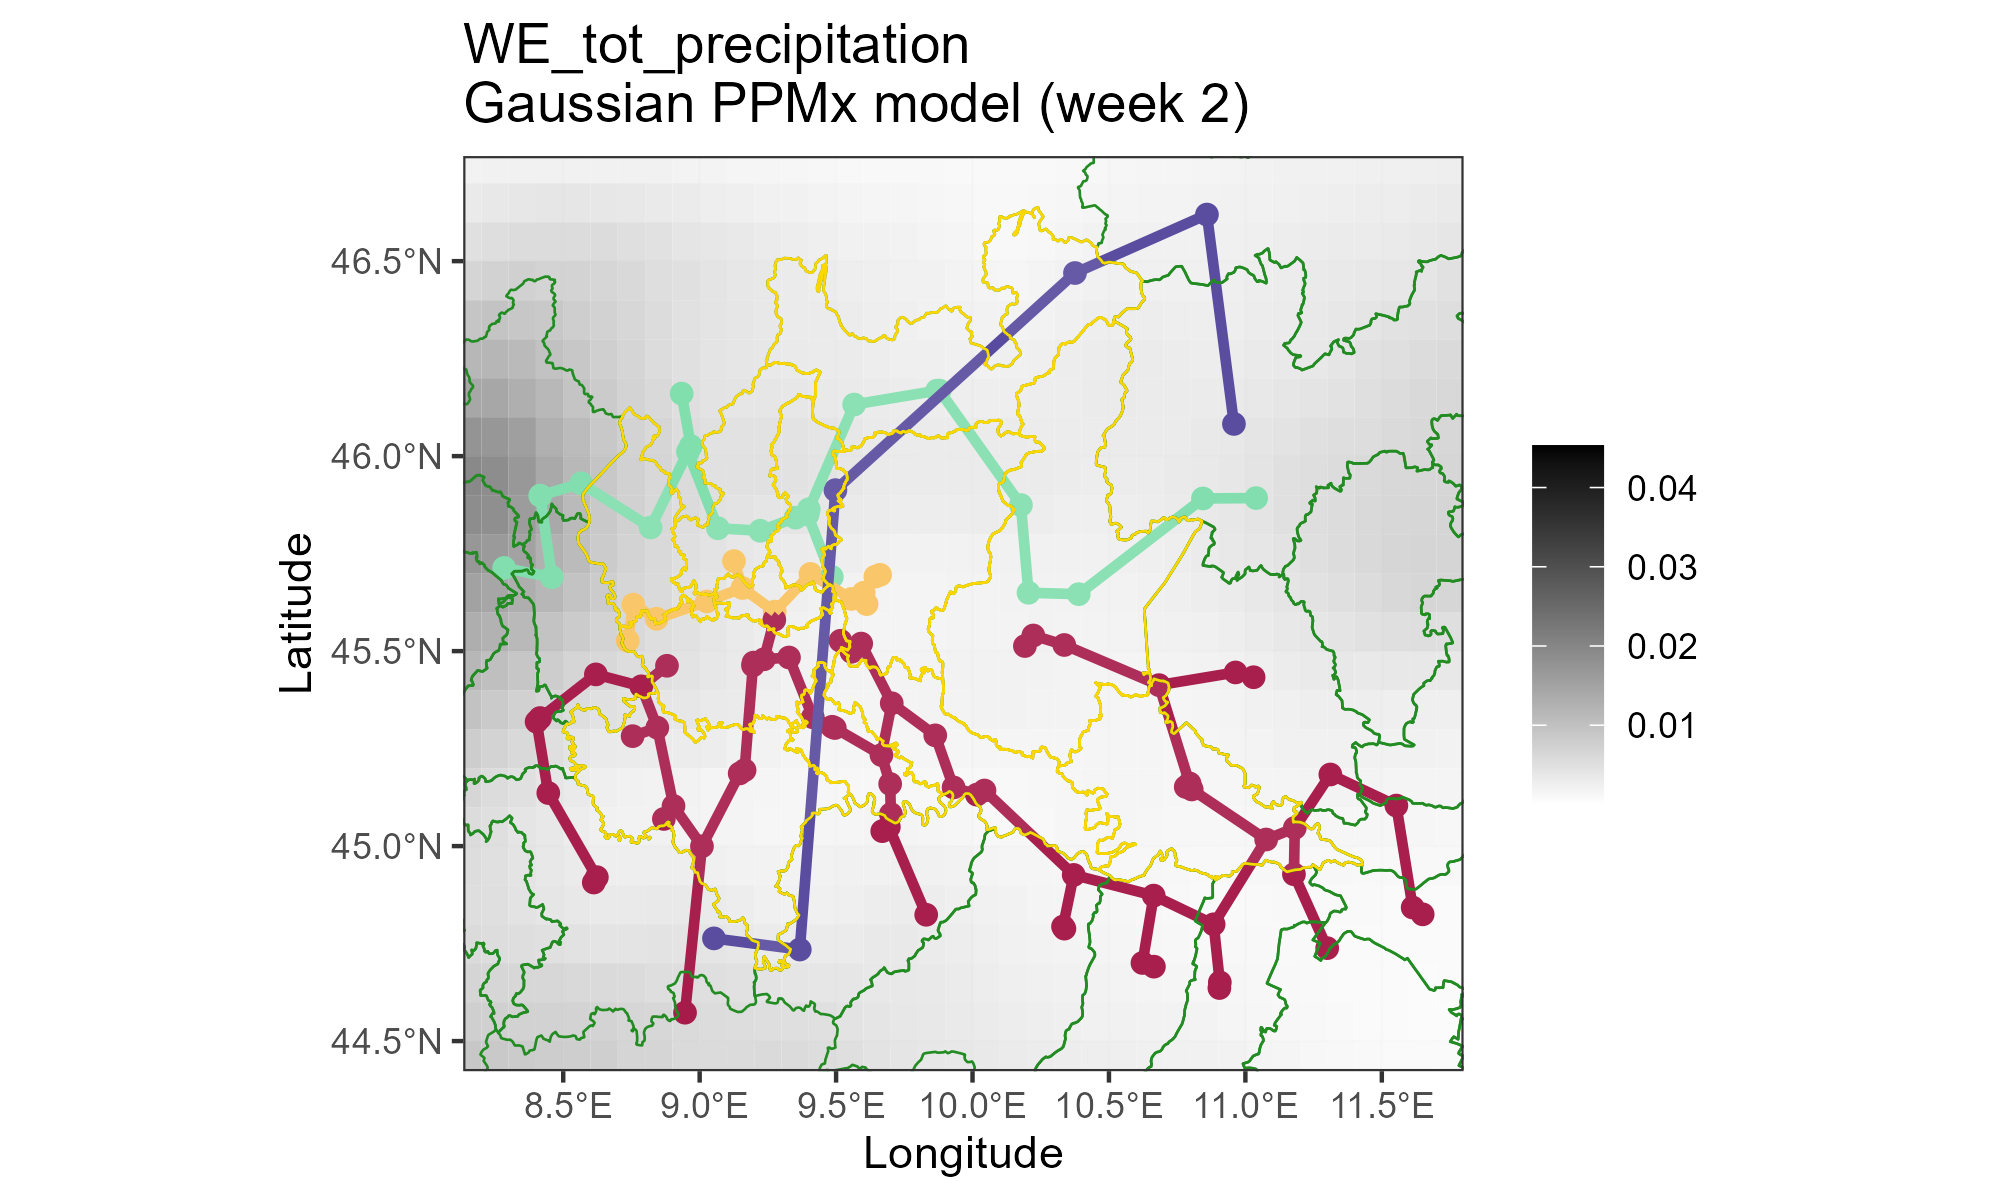 WE_tot_precipitation
Gaussian PPMx model (week 2)
46.5°N
46.0°N
45.5°N
45.0°N
44.5°N
Latitude
8.5°E 9.0°E 9.5°E 10.0°E 10.5°E 11.0°E 11.5°E
Longitude
0.04
0.03
0.02
0.01